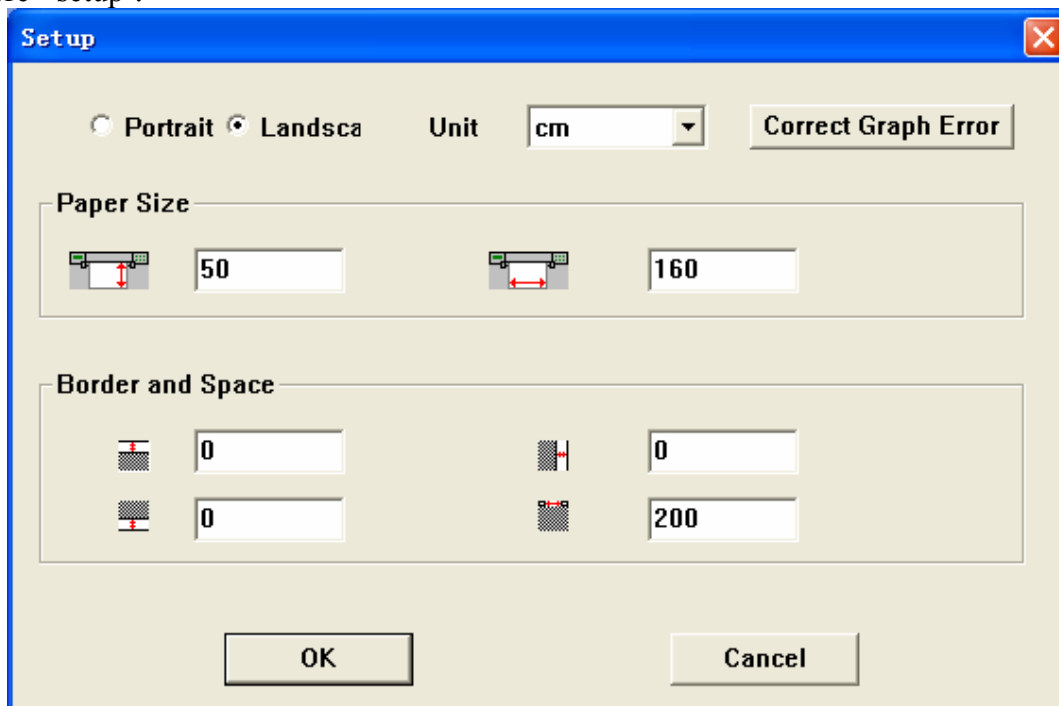 setup".
Setup
Portrait Landsca Unit cm Correct Graph Error
Paper Size
50 160
Border and Space
0 0
0 200
OK Cancel